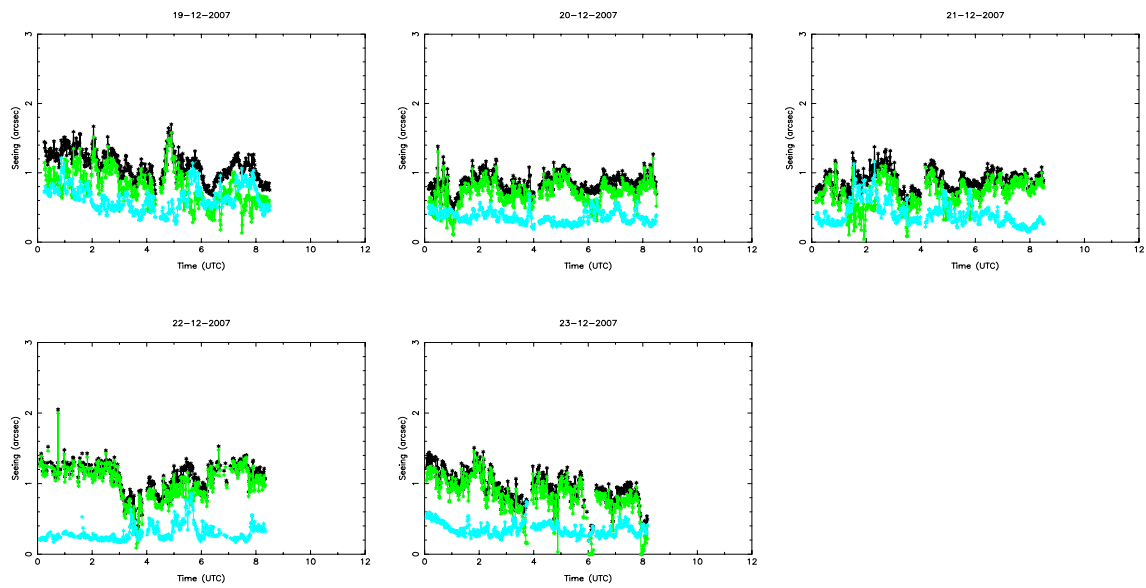 19-12-2007
20-12-2007
21-12-2007
Seeing (arcsec)
0 1 2 3
0 2 4 6 8 10 12
Time (UTC)
Seeing (arcsec)
0 1 2 3
0 2 4 6 8 10 12
Time (UTC)
Seeing (arcsec)
0 1 2 3
0 2 4 6 8 10 12
Time (UTC)
22-12-2007
23-12-2007
Seeing (arcsec)
0 1 2 3
0 2 4 6 8 10 12
Time (UTC)
Seeing (arcsec)
0 1 2 3
0 2 4 6 8 10 12
Time (UTC)